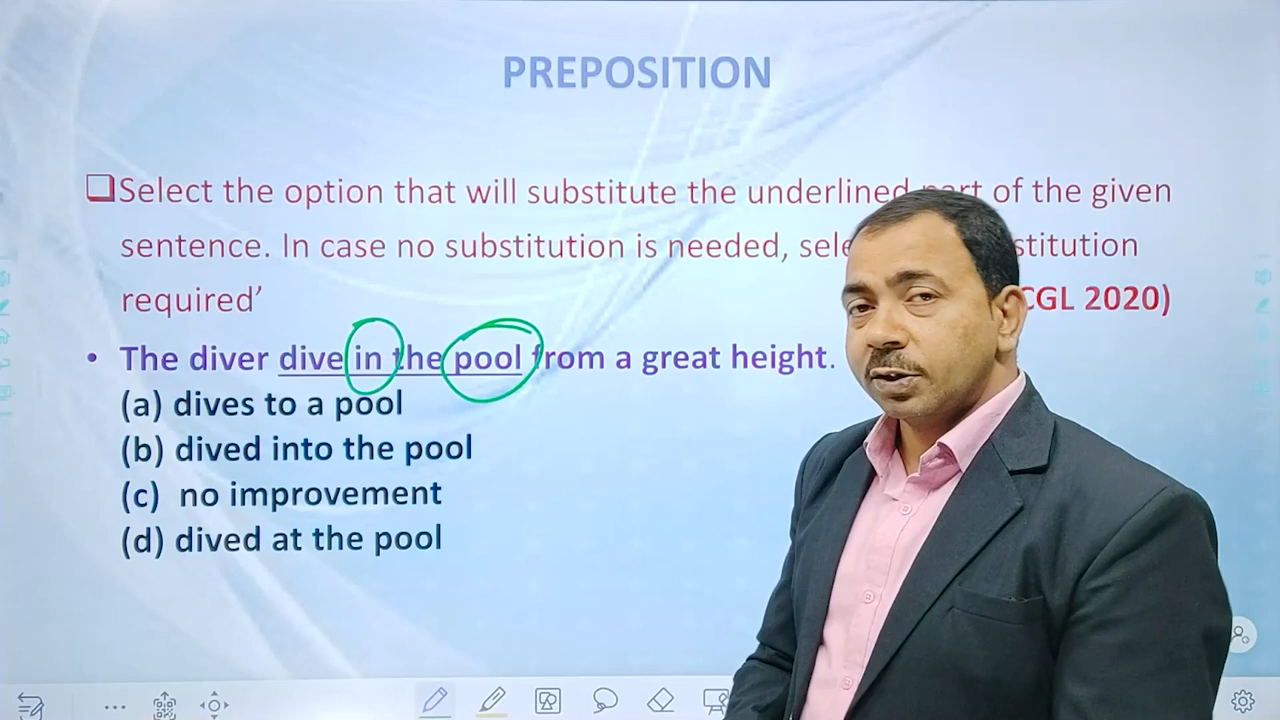 PREPOSITION
❑Select the option that will substitute the underlined part of the given
sentence. In case no substitution is needed, stitution
required’ CGL 2020)
• The diver dive in the pool from a great height.
(a) dives to a pool
(b) dived into the pool
(c) no improvement
(d) dived at the pool